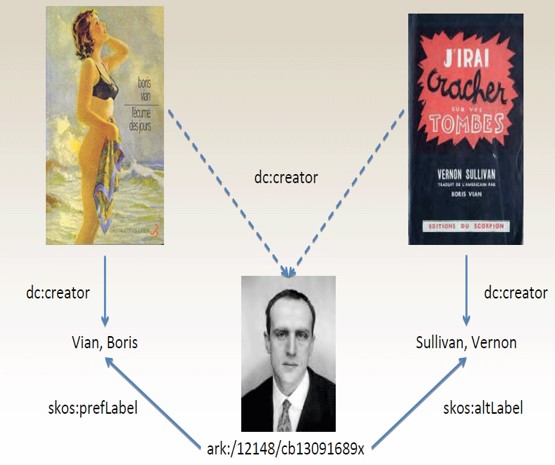 boris
vian
l'écume
des jours
J'IRAI
Cracher
SUR VOS
TOMBES
VERNON SULLIVAN
TRADUIT DE L'AMERICAIN PAR
BORIS VIAN
EDITIONS DU SCORPION
dc:creator
dc:creator
dc:creator
Vian, Boris
Sullivan, Vernon
skos:prefLabel
skos:altLabel
ark:/12148/cb13091689x